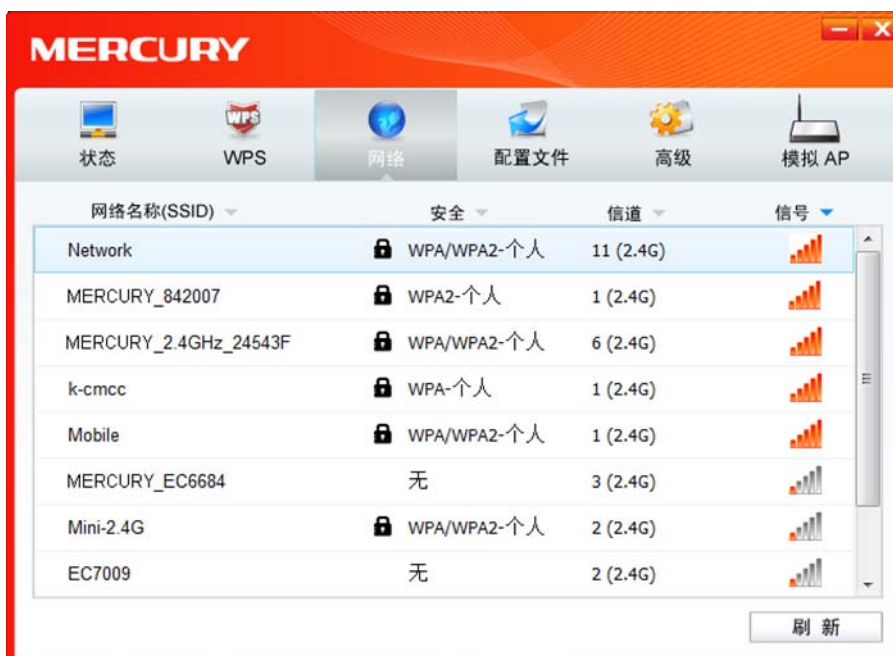 MERCURY
状态 WPS 网络 配置文件 高级 模拟 AP
网络名称(SSID) 安全 信道 信号
Network WPA/WPA2-个人 11 (2.4G)
MERCURY_842007 WPA2-个人 1 (2.4G)
MERCURY_2.4GHz_24543F WPA/WPA2-个人 6 (2.4G)
k-cmcc WPA-个人 1 (2.4G)
Mobile WPA/WPA2-个人 1 (2.4G)
MERCURY_EC6684 无 3 (2.4G)
Mini-2.4G WPA/WPA2-个人 2 (2.4G)
EC7009 无 2 (2.4G)
刷 新